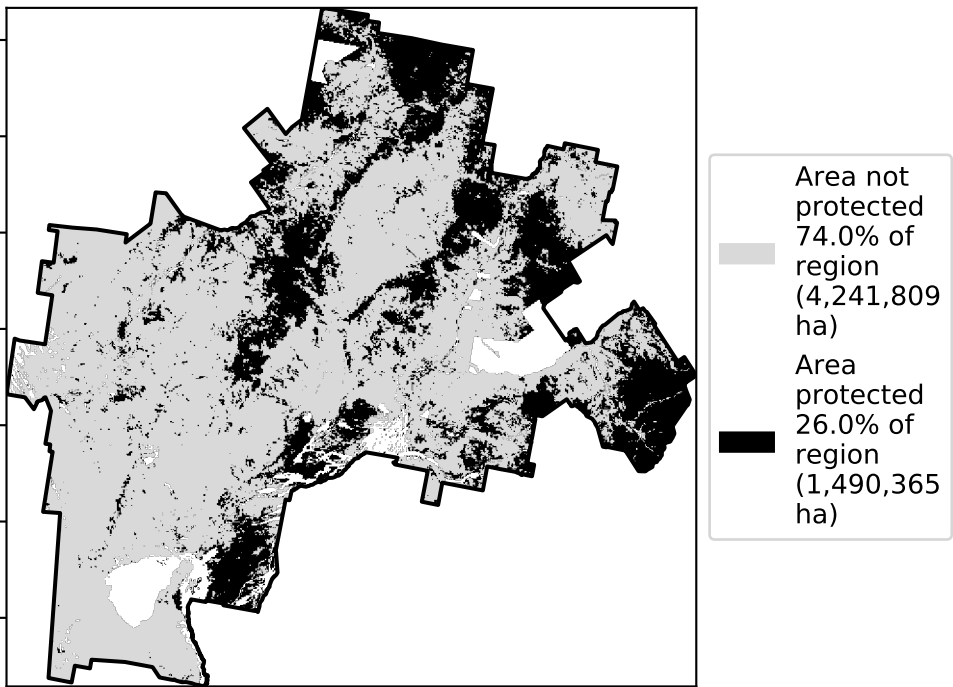 Area not
protected
74.0% of
region
(4,241,809
ha)
Area
protected
26.0% of
region
(1,490,365
ha)